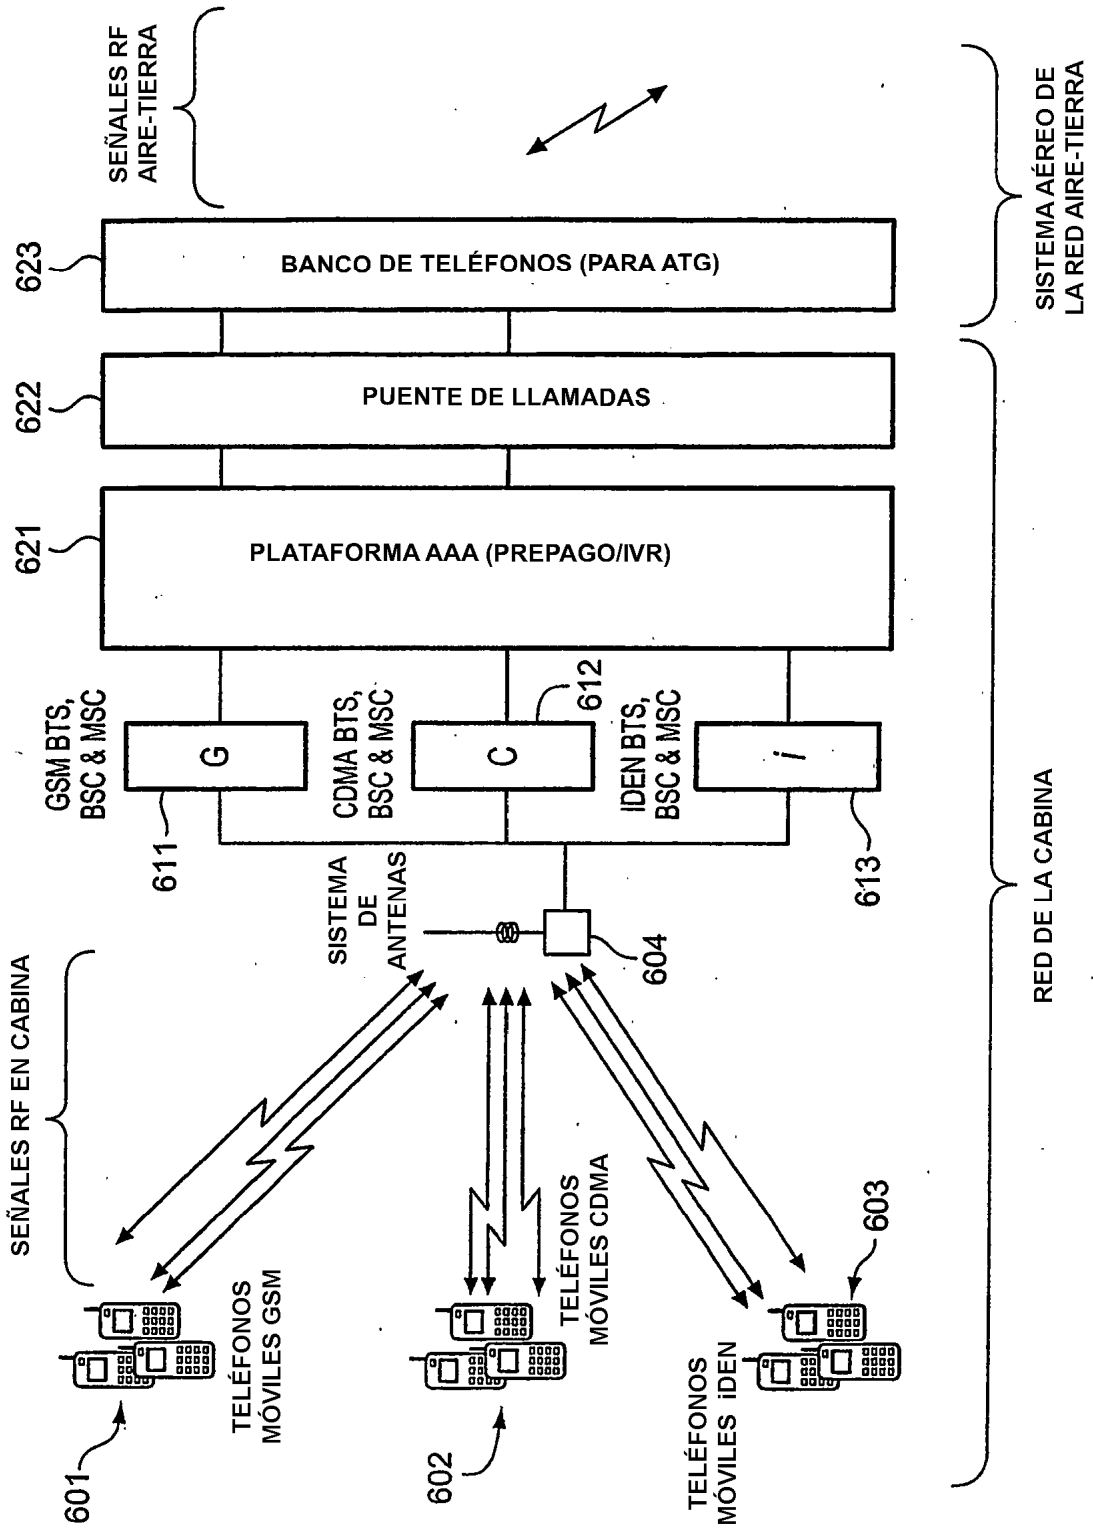 SEÑALES RF EN CABINA
SEÑALES RF
AIRE-TIERRA
601
TELÉFONOS
MÓVILES GSM
602
TELÉFONOS
MÓVILES CDMA
603
TELÉFONOS
MÓVILES iDEN
SISTEMA
DE
ANTENAS
604
GSM BTS,
BSC & MSC
G
611
CDMA BTS,
BSC & MSC
C
612
IDEN BTS,
BSC & MSC
i
613
621
PLATAFORMA AAA (PREPAGO/IVR)
622
PUENTE DE LLAMADAS
623
BANCO DE TELÉFONOS (PARA ATG)
RED DE LA CABINA
SISTEMA AÉREO DE
LA RED AIRE-TIERRA